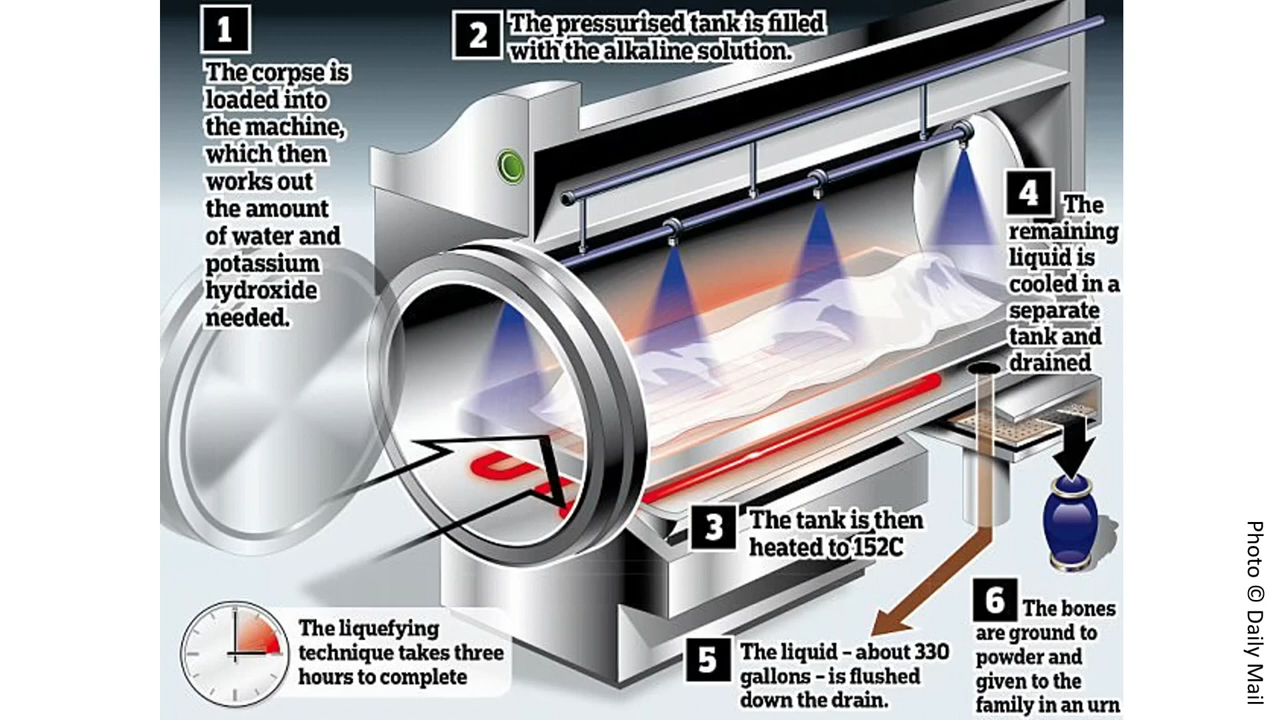 1
The corpse is
loaded into
the machine,
which then
works out
the amount
of water and
potassium
hydroxide
needed.
2
The pressurised tank is filled
with the alkaline solution.
3
The tank is then
heated to 152C
4
The
remaining
liquid is
cooled in a
separate
tank and
drained
5
The liquid – about 330
gallons – is flushed
down the drain.
6
The bones
are ground to
powder and
given to the
family in an urn
The liquefying
technique takes three
hours to complete
Photo © Daily Mail